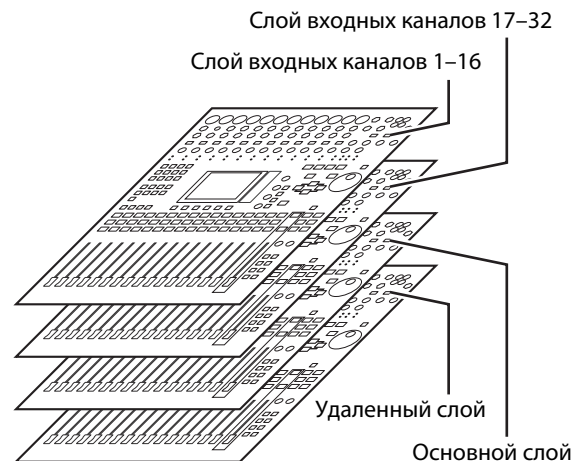 Слой входных каналов 17–32
Слой входных каналов 1–16
Удаленный слой
Основной слой